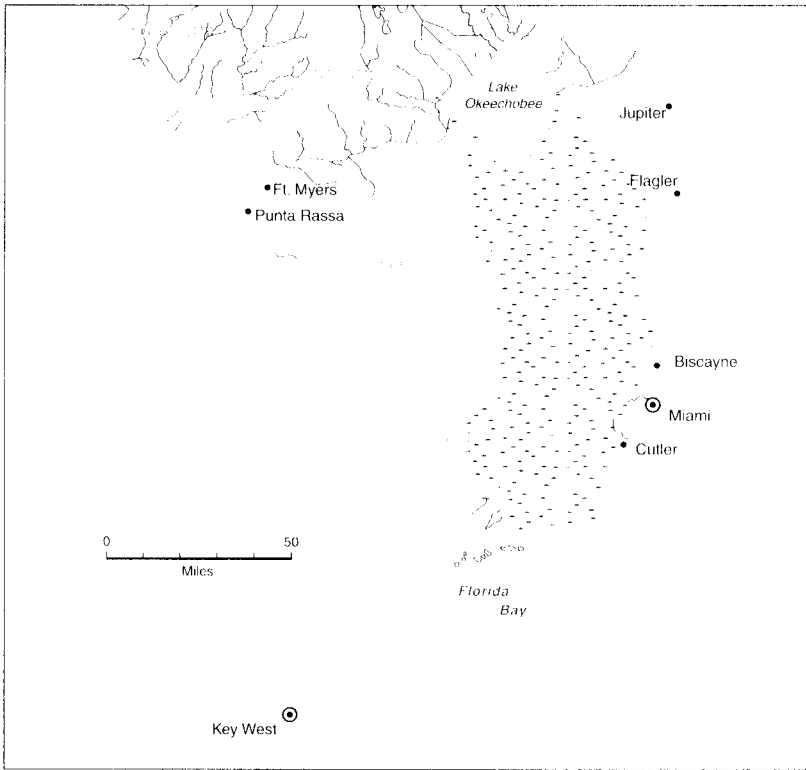 Lake
Okeechobee
Jupiter
Flagler
Ft. Myers
Punta Rassa
Biscayne
Miami
Cutler
0 50
Miles
Florida
Bay
Key West